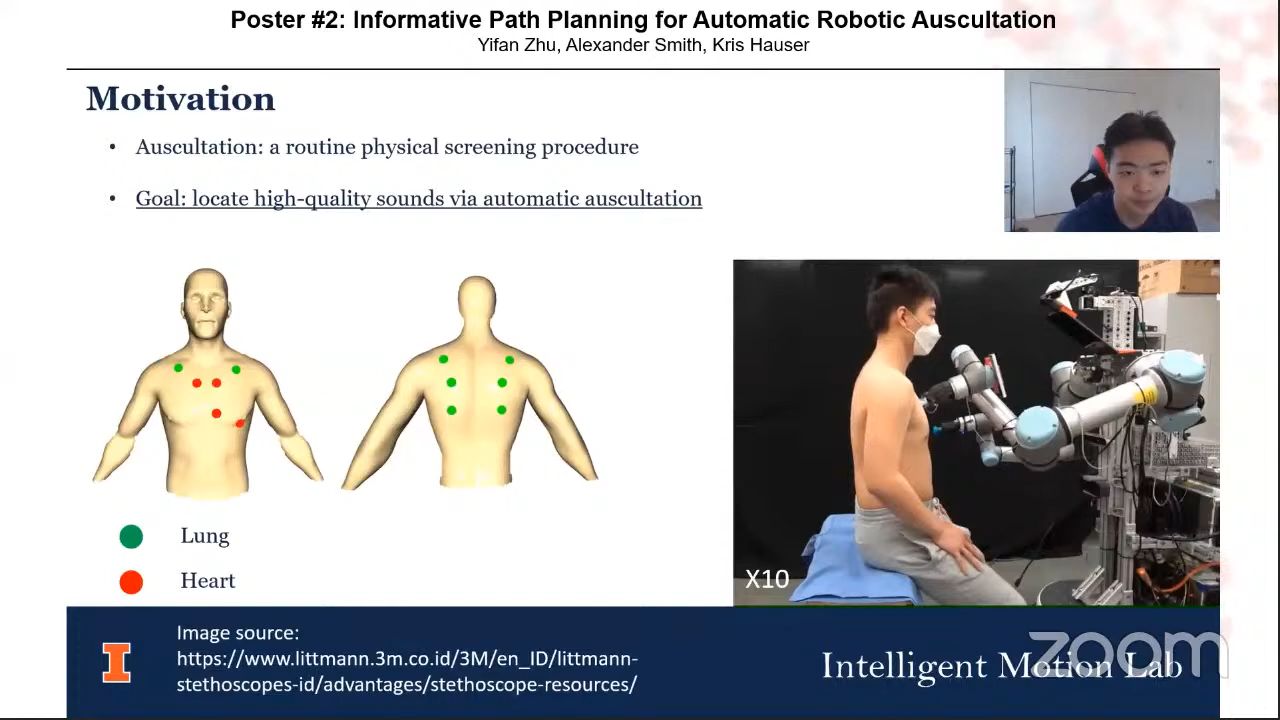 Poster #2: Informative Path Planning for Automatic Robotic Auscultation
Yifan Zhu, Alexander Smith, Kris Hauser
Motivation
• Auscultation: a routine physical screening procedure
• Goal: locate high-quality sounds via automatic auscultation
X10
Lung
Heart
Image source:
https://www.littmann.3m.co.id/3M/en_ID/littmann-
stethoscopes-id/advantages/stethoscope-resources/
I
Intelligent Motion Lab
zoom